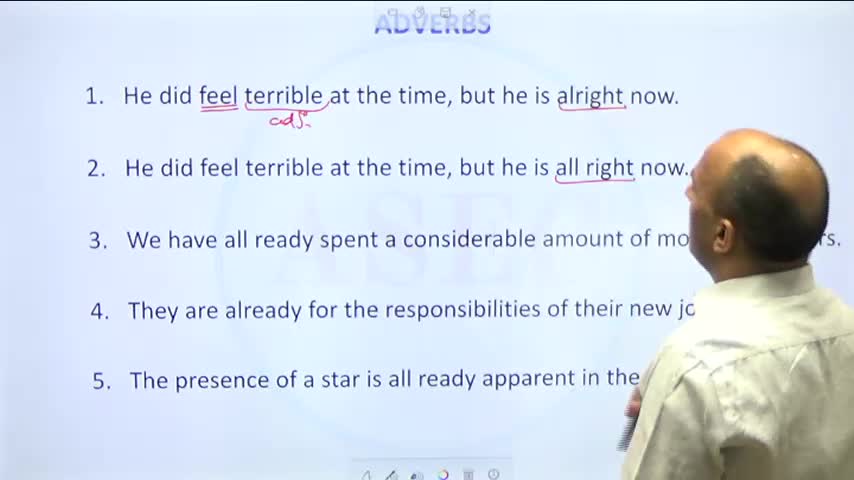 ADVERBS
1. He did feel terrible at the time, but he is alright now.
adj.
2. He did feel terrible at the time, but he is all right now.
3. We have all ready spent a considerable amount of
4. They are already for the responsibilities of their new
5. The presence of a star is all ready apparent in the